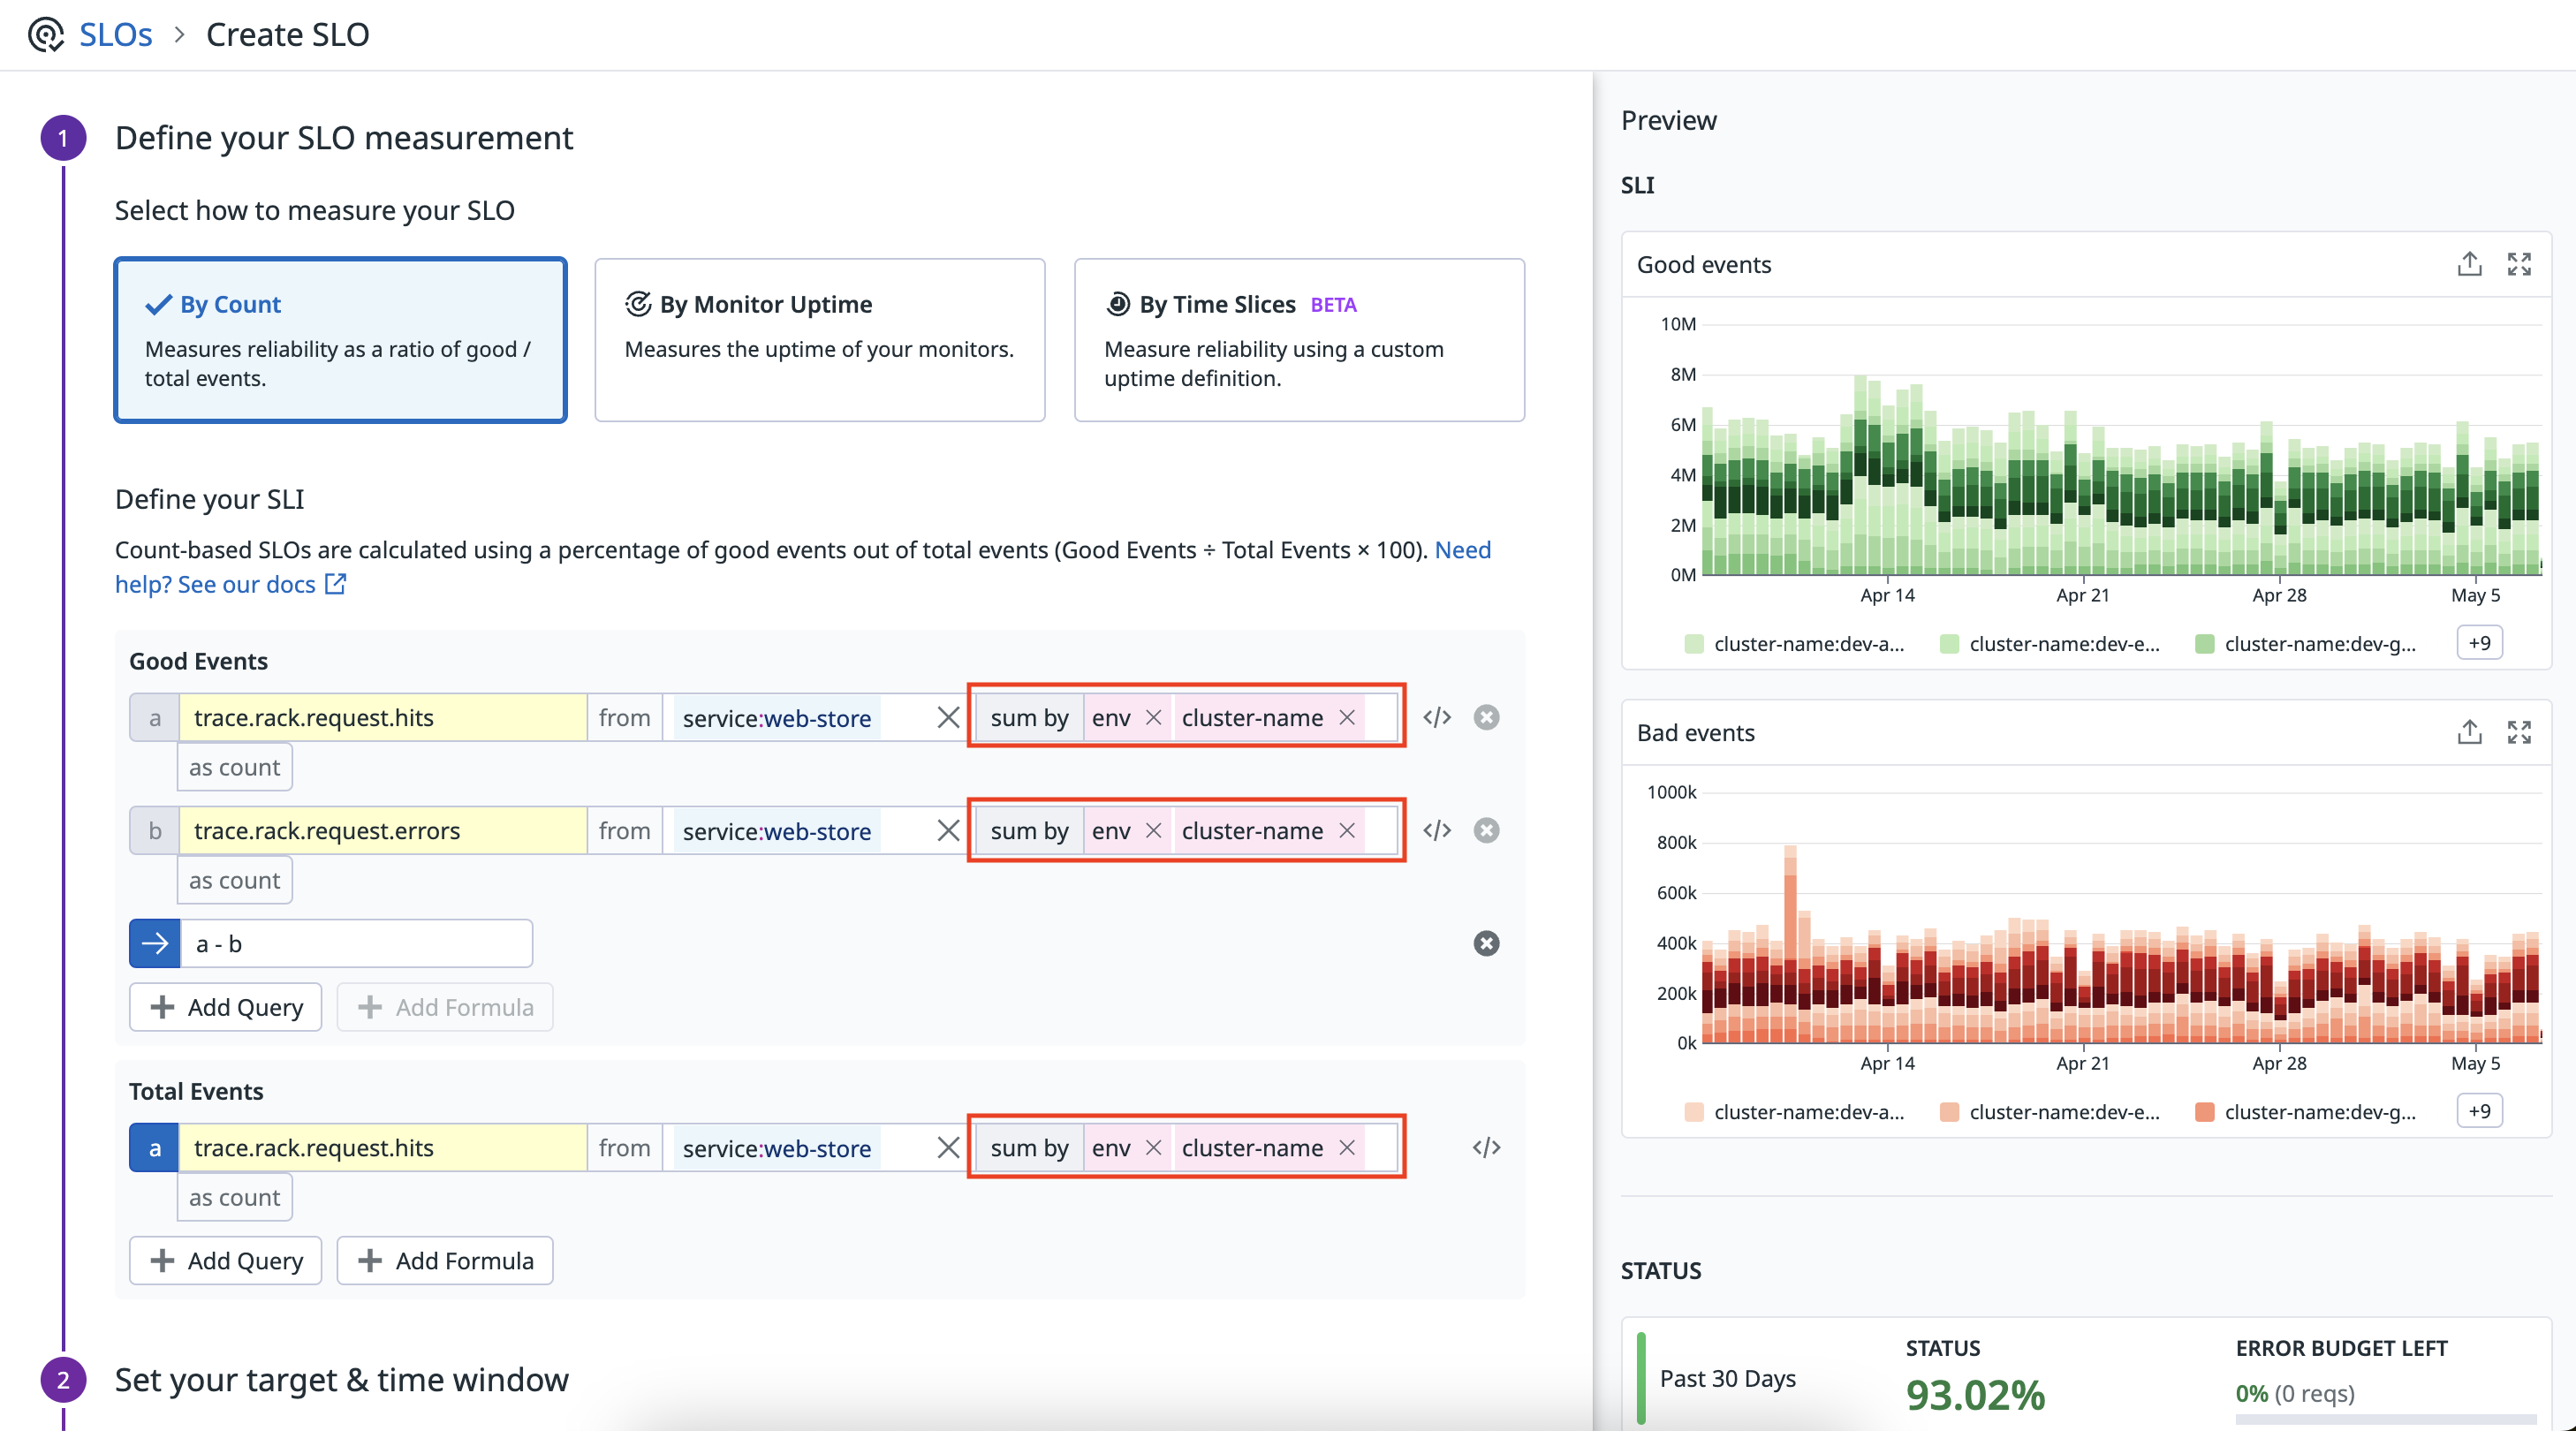 SLOs > Create SLO
1 Define your SLO measurement
Select how to measure your SLO
By Count
Measures reliability as a ratio of good /
total events.
By Monitor Uptime
Measures the uptime of your monitors.
By Time Slices BETA
Measure reliability using a custom
uptime definition.
Define your SLI
Count-based SLOs are calculated using a percentage of good events out of total events (Good Events ÷ Total Events × 100). Need
help? See our docs
Good Events
a trace.rack.request.hits from service:web-store sum by env cluster-name </>
as count
b trace.rack.request.errors from service:web-store sum by env cluster-name </>
as count
a - b
Add Query Add Formula
Total Events
a trace.rack.request.hits from service:web-store sum by env cluster-name </>
as count
Add Query Add Formula
2 Set your target & time window
Preview
SLI
Good events
10M
8M
6M
4M
2M
0M
Apr 14 Apr 21 Apr 28 May 5
cluster-name:dev-a... cluster-name:dev-e... cluster-name:dev-g... +9
Bad events
1000k
800k
600k
400k
200k
0k
Apr 14 Apr 21 Apr 28 May 5
cluster-name:dev-a... cluster-name:dev-e... cluster-name:dev-g... +9
STATUS
Past 30 Days
STATUS
93.02%
ERROR BUDGET LEFT
0% (0 reqs)